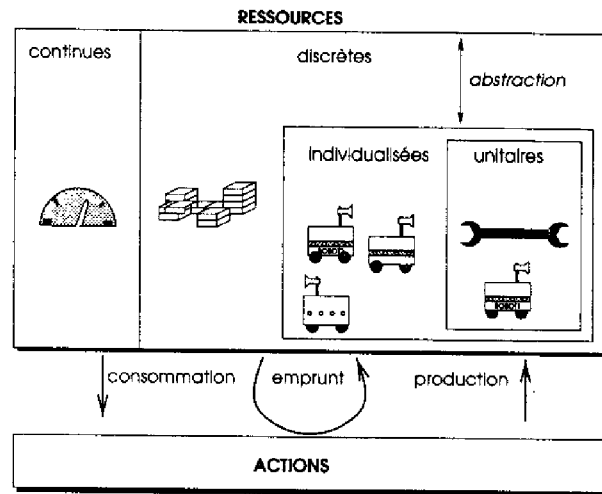 RESSOURCES
continues
discrètes
abstraction
individualisées
unitaires
consommation
emprunt
production
ACTIONS